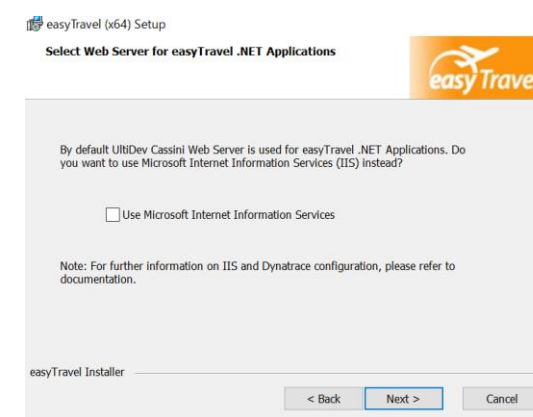 easyTravel (x64) Setup
Select Web Server for easyTravel .NET Applications
easyTrave
By default UltiDev Cassini Web Server is used for easyTravel .NET Applications. Do
you want to use Microsoft Internet Information Services (IIS) instead?
Use Microsoft Internet Information Services
Note: For further information on IIS and Dynatrace configuration, please refer to
documentation.
easyTravel Installer
< Back
Next >
Cancel